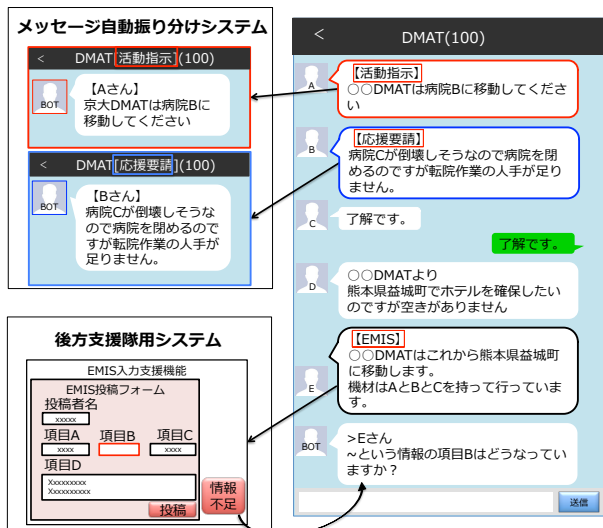 メッセージ自動振り分けシステム
< DMAT[活動指示](100)
BOT
【Aさん】
京大DMATは病院Bに
移動してください
< DMAT[応援要請](100)
BOT
【Bさん】
病院Cが倒壊しそうな
ので病院を閉めるので
すが転院作業の人手が
足りません。
後方支援隊用システム
EMIS入力支援機能
EMIS投稿フォーム
投稿者名
xxxxx
項目A 項目B 項目C
xxxx xxxx
項目D
Xxxxxxxxx
Xxxxxxxxxx
投稿
情報
不足
< DMAT(100)
A
【活動指示】
○○DMATは病院Bに移動してくださ
い
B
【応援要請】
病院Cが倒壊しそうなので病院を閉
めるのですが転院作業の人手が足り
ません。
C
了解です。
了解です。
D
○○DMATより
熊本県益城町でホテルを確保したい
のですが空きがありません
E
【EMIS】
○○DMATはこれから熊本県益城町
に移動します。
機材はAとBとCを持って行っていま
す。
BOT
>Eさん
~という情報の項目Bはどうなってい
ますか？
送信